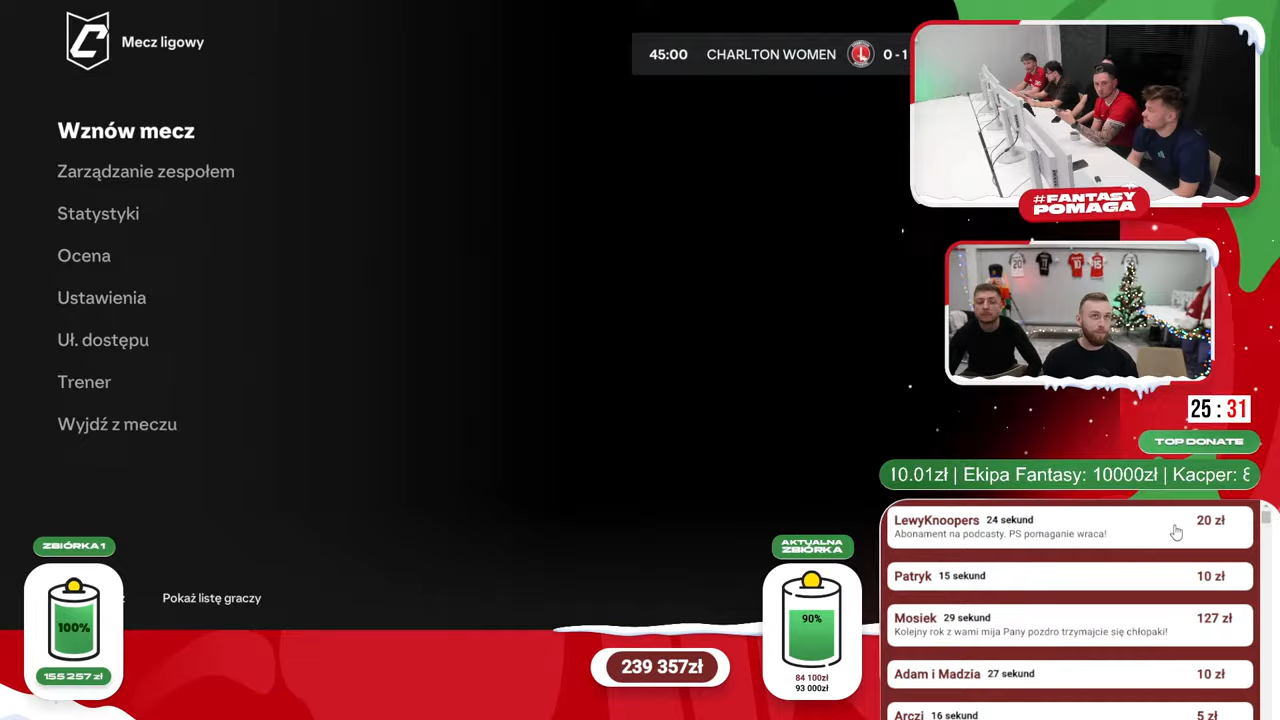 Mecz ligowy
45:00 CHARLTON WOMEN 0 - 1
Wznów mecz
Zarządzanie zespołem
Statystyki
Ocena
Ustawienia
Uł. dostępu
Trener
Wyjdź z meczu
Pokaż listę graczy
#FANTASY
POMAGA
25 : 31
TOP DONATE
10.01zł | Ekipa Fantasy: 10000zł | Kacper: 8
LewyKnoopers 24 sekund 20 zł
Abonament na podcasty. PS pomaganie wraca!
Patryk 15 sekund 10 zł
Mosiek 29 sekund 127 zł
Kolejny rok z wami mija Pany pozdro trzymajcie się chłopaki!
Adam i Madzia 27 sekund 10 zł
Arczi 16 sekund 5 zł
ZBIÓRKA 1
100%
155 257 zł
239 357zł
AKTUALNA
ZBIÓRKA
90%
84 100zł
93 000zł